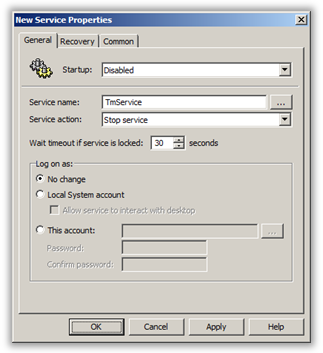 New Service Properties
General Recovery Common
Startup: Disabled
Service name: TmService ...
Service action: Stop service
Wait timeout if service is locked: 30 seconds
Log on as:
No change
Local System account
Allow service to interact with desktop
This account: ...
Password:
Confirm password:
OK Cancel Apply Help